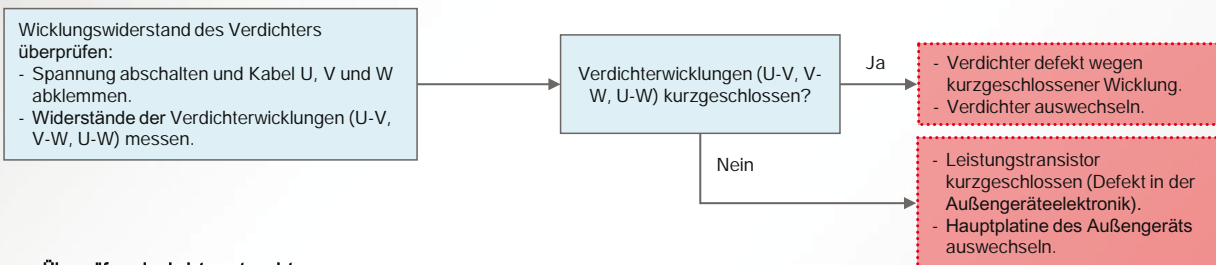 Wicklungswiderstand des Verdichters
überprüfen:
- Spannung abschalten und Kabel U, V und W
abklemmen.
- Widerstände der Verdichterwicklungen (U-V,
V-W, U-W) messen.
Verdichterwicklungen (U-V, V-
W, U-W) kurzgeschlossen?
Ja
- Verdichter defekt wegen
kurzgeschlossener Wicklung.
- Verdichter auswechseln.
Nein
- Leistungstransistor
kurzgeschlossen (Defekt in der
Außengeräteelektronik).
- Hauptplatine des Außengeräts
auswechseln.